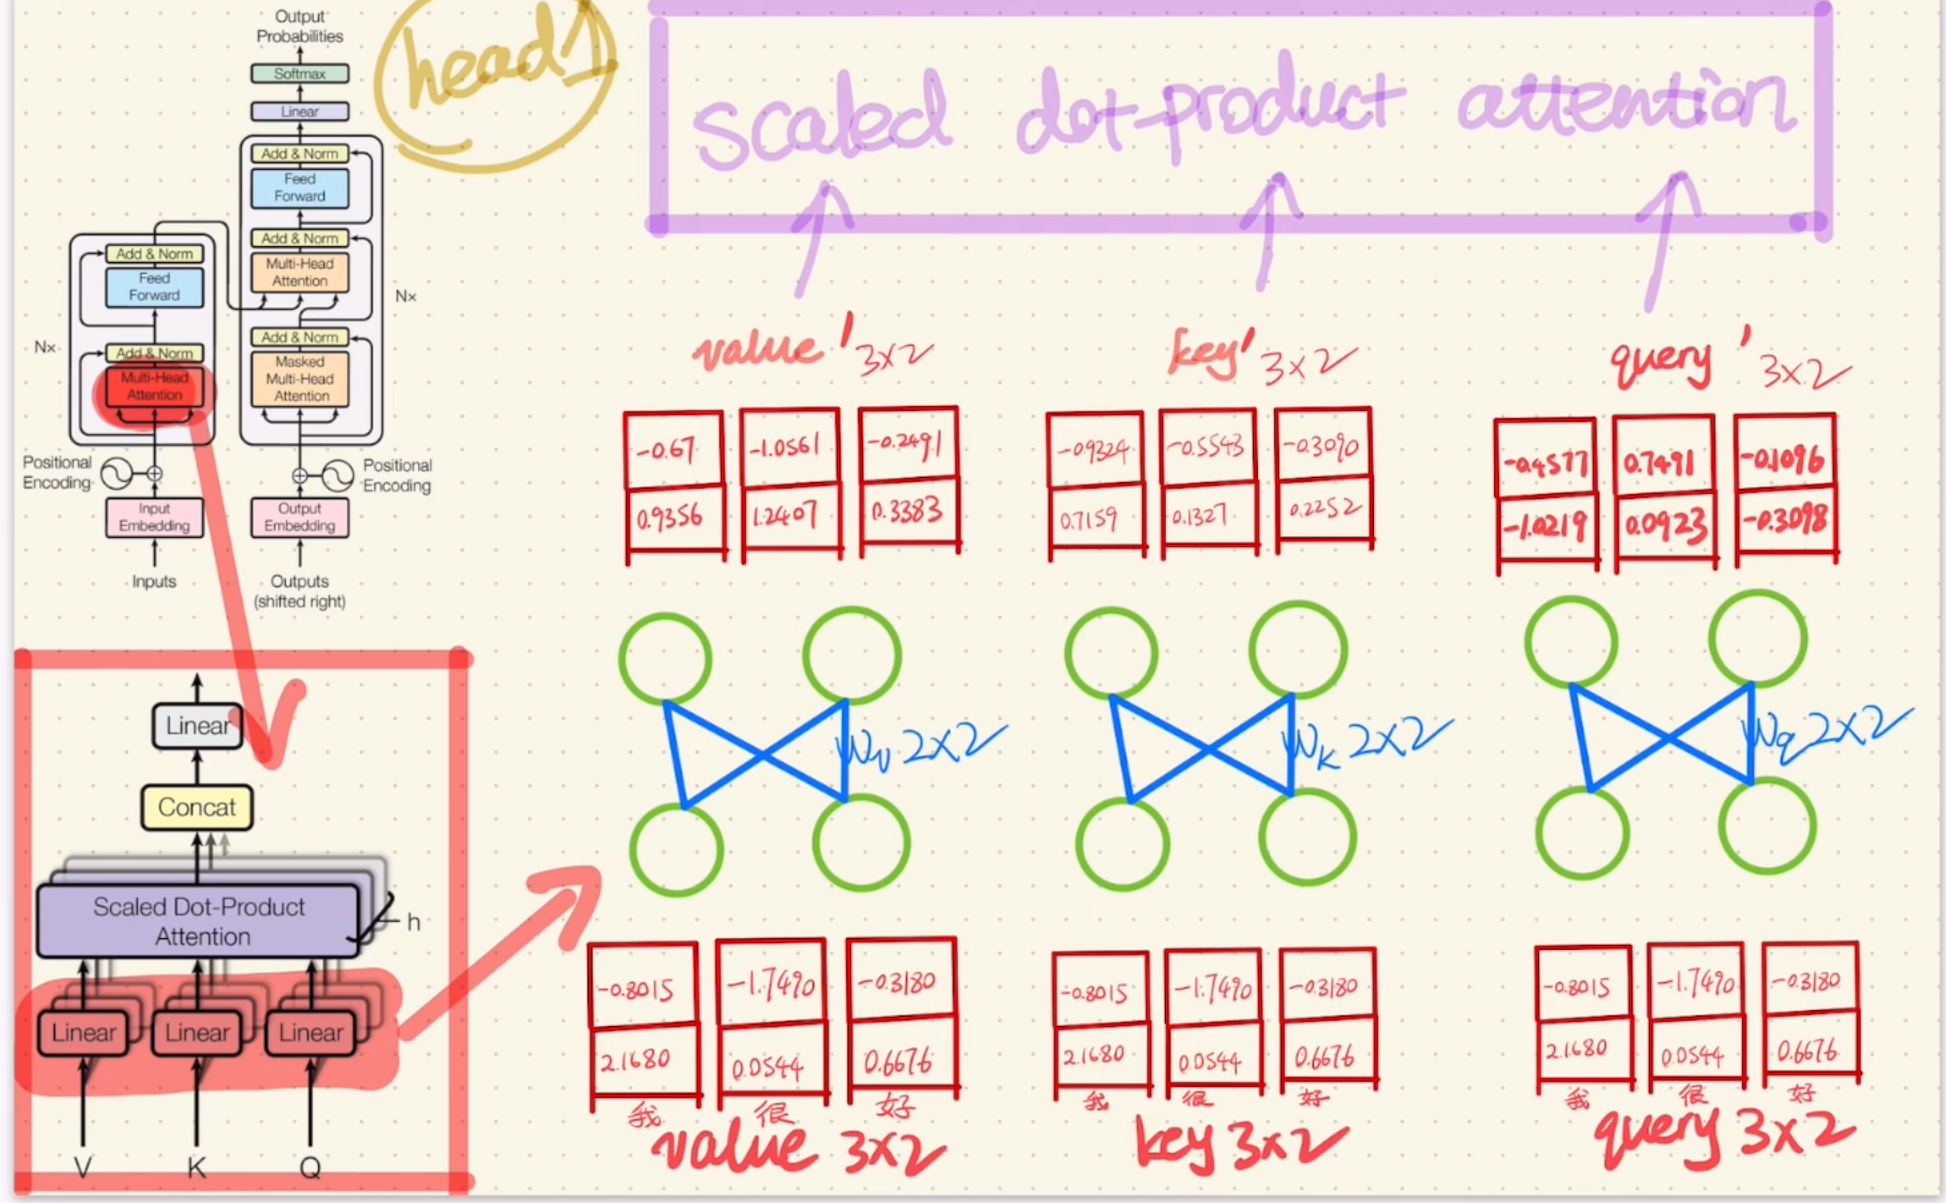 Output
Probabilities
Softmax
Linear
Add & Norm
Feed
Forward
Add & Norm
Multi-Head
Attention
Nx
Add & Norm
Masked
Multi-Head
Attention
Positional
Encoding
Output
Embedding
Outputs
(shifted right)
Add & Norm
Feed
Forward
Nx
Add & Norm
Multi-Head
Attention
Positional
Encoding
Input
Embedding
Inputs
head1
scaled dot-product attention
value' 3x2
key' 3x2
query' 3x2
-0.67 -1.0561 -0.2491
0.9356 1.2407 0.3383
-0.9324 -0.5543 -0.3090
0.7159 0.1327 0.2252
-0.4577 0.7491 -0.1096
-1.0219 0.0923 -0.3098
Wv 2x2
Wk 2x2
Wq 2x2
Linear
Concat
Scaled Dot-Product
Attention
h
Linear Linear Linear
V K Q
-0.8015 -1.7490 -0.3180
2.1680 0.0544 0.6676
我 很 好
value 3x2
-0.8015 -1.7490 -0.3180
2.1680 0.0544 0.6676
我 很 好
key 3x2
-0.8015 -1.7490 -0.3180
2.1680 0.0544 0.6676
我 很 好
query 3x2